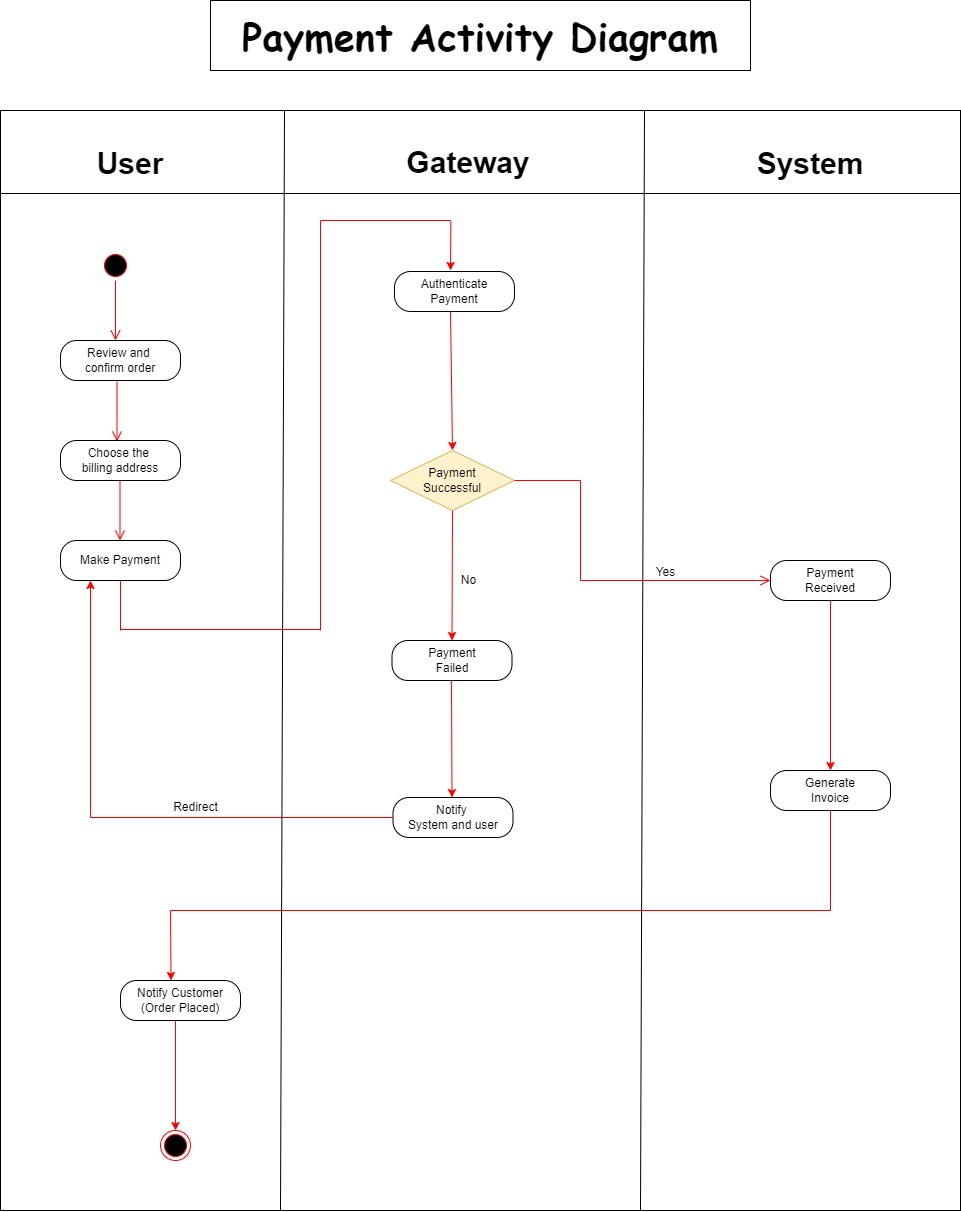 Payment Activity Diagram
User
Gateway
System
Authenticate
Payment
Review and
confirm order
Choose the
billing address
Payment
Successful
Make Payment
No
Yes
Payment
Received
Payment
Failed
Generate
Invoice
Redirect
Notify
System and user
Notify Customer
(Order Placed)